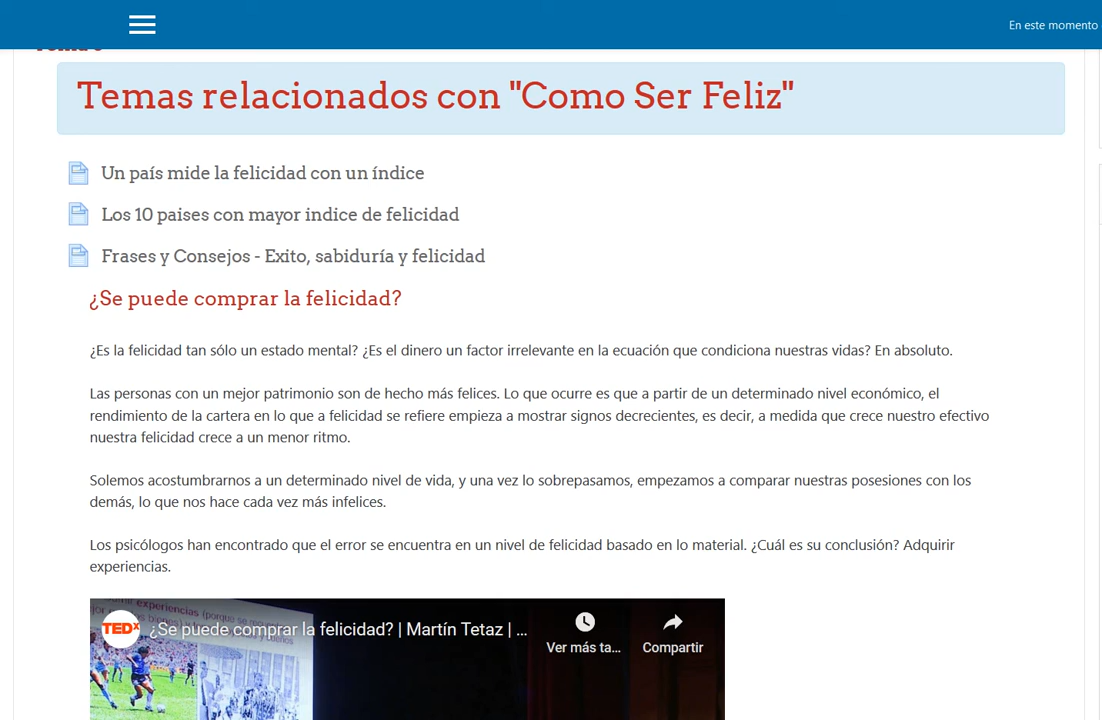 En este momento
Temas relacionados con "Como Ser Feliz"
Un país mide la felicidad con un índice
Los 10 paises con mayor indice de felicidad
Frases y Consejos - Exito, sabiduría y felicidad
¿Se puede comprar la felicidad?
¿Es la felicidad tan sólo un estado mental? ¿Es el dinero un factor irrelevante en la ecuación que condiciona nuestras vidas? En absoluto.
Las personas con un mejor patrimonio son de hecho más felices. Lo que ocurre es que a partir de un determinado nivel económico, el
rendimiento de la cartera en lo que a felicidad se refiere empieza a mostrar signos decrecientes, es decir, a medida que crece nuestro efectivo
nuestra felicidad crece a un menor ritmo.
Solemos acostumbrarnos a un determinado nivel de vida, y una vez lo sobrepasamos, empezamos a comparar nuestras posesiones con los
demás, lo que nos hace cada vez más infelices.
Los psicólogos han encontrado que el error se encuentra en un nivel de felicidad basado en lo material. ¿Cuál es su conclusión? Adquirir
experiencias.
experiencias (porque se
TEDx ¿Se puede comprar la felicidad? | Martín Tetaz | ...
Ver más ta... Compartir